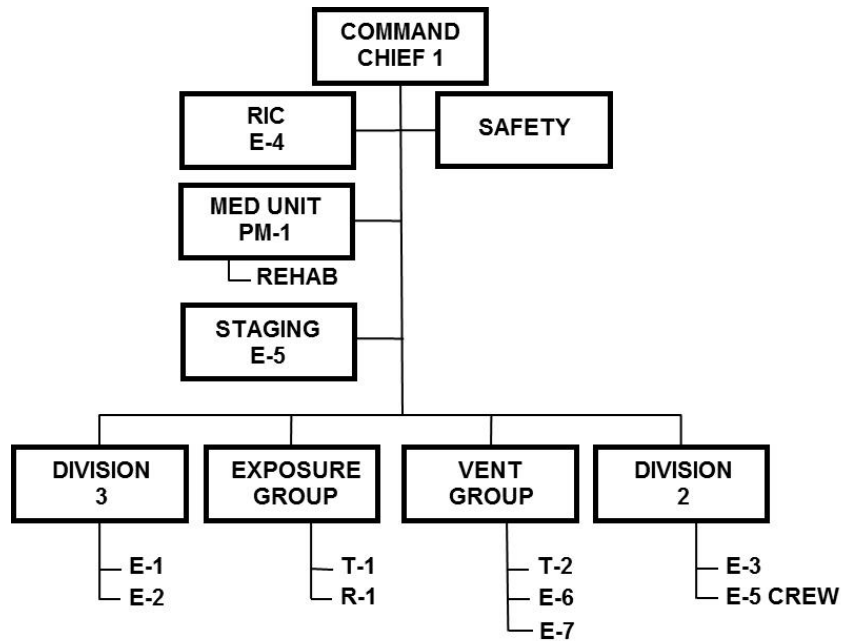 COMMAND
CHIEF 1
RIC
E-4
SAFETY
MED UNIT
PM-1
REHAB
STAGING
E-5
DIVISION
3
EXPOSURE
GROUP
VENT
GROUP
DIVISION
2
E-1
E-2
T-1
R-1
T-2
E-6
E-7
E-3
E-5 CREW